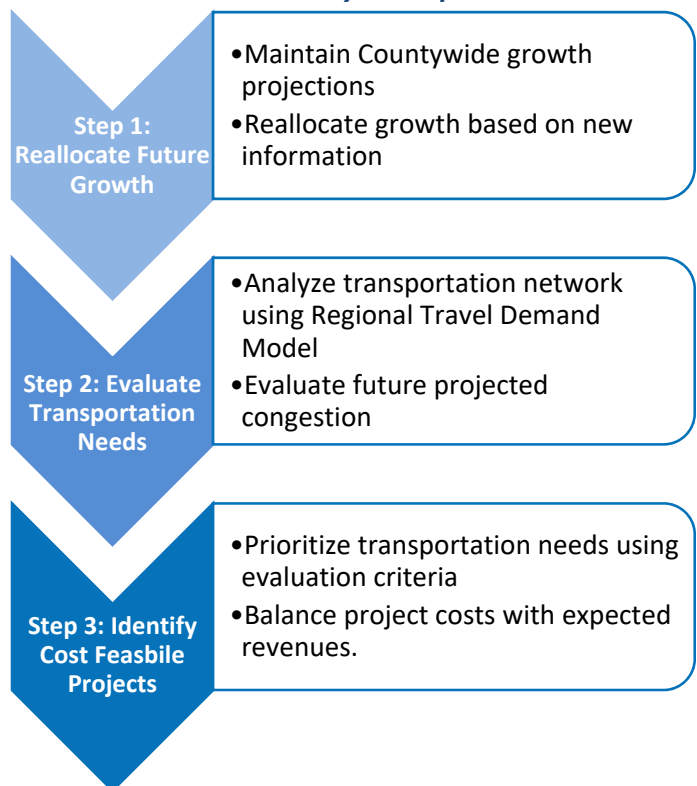 Step 1:
Reallocate Future
Growth
•Maintain Countywide growth
projections
•Reallocate growth based on new
information
Step 2: Evaluate
Transportation
Needs
•Analyze transportation network
using Regional Travel Demand
Model
•Evaluate future projected
congestion
Step 3: Identify
Cost Feasbile
Projects
•Prioritize transportation needs using
evaluation criteria
•Balance project costs with expected
revenues.